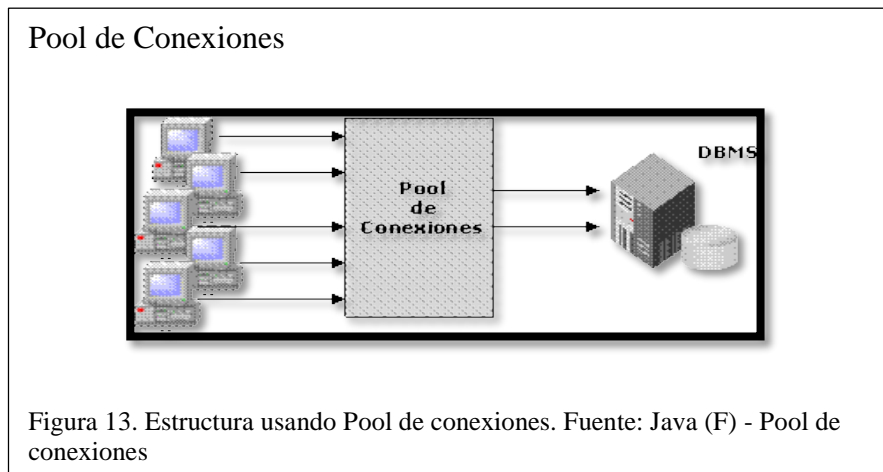 Pool de Conexiones
DBMS
Pool
de
Conexiones
Figura 13. Estructura usando Pool de conexiones. Fuente: Java (F) - Pool de
conexiones